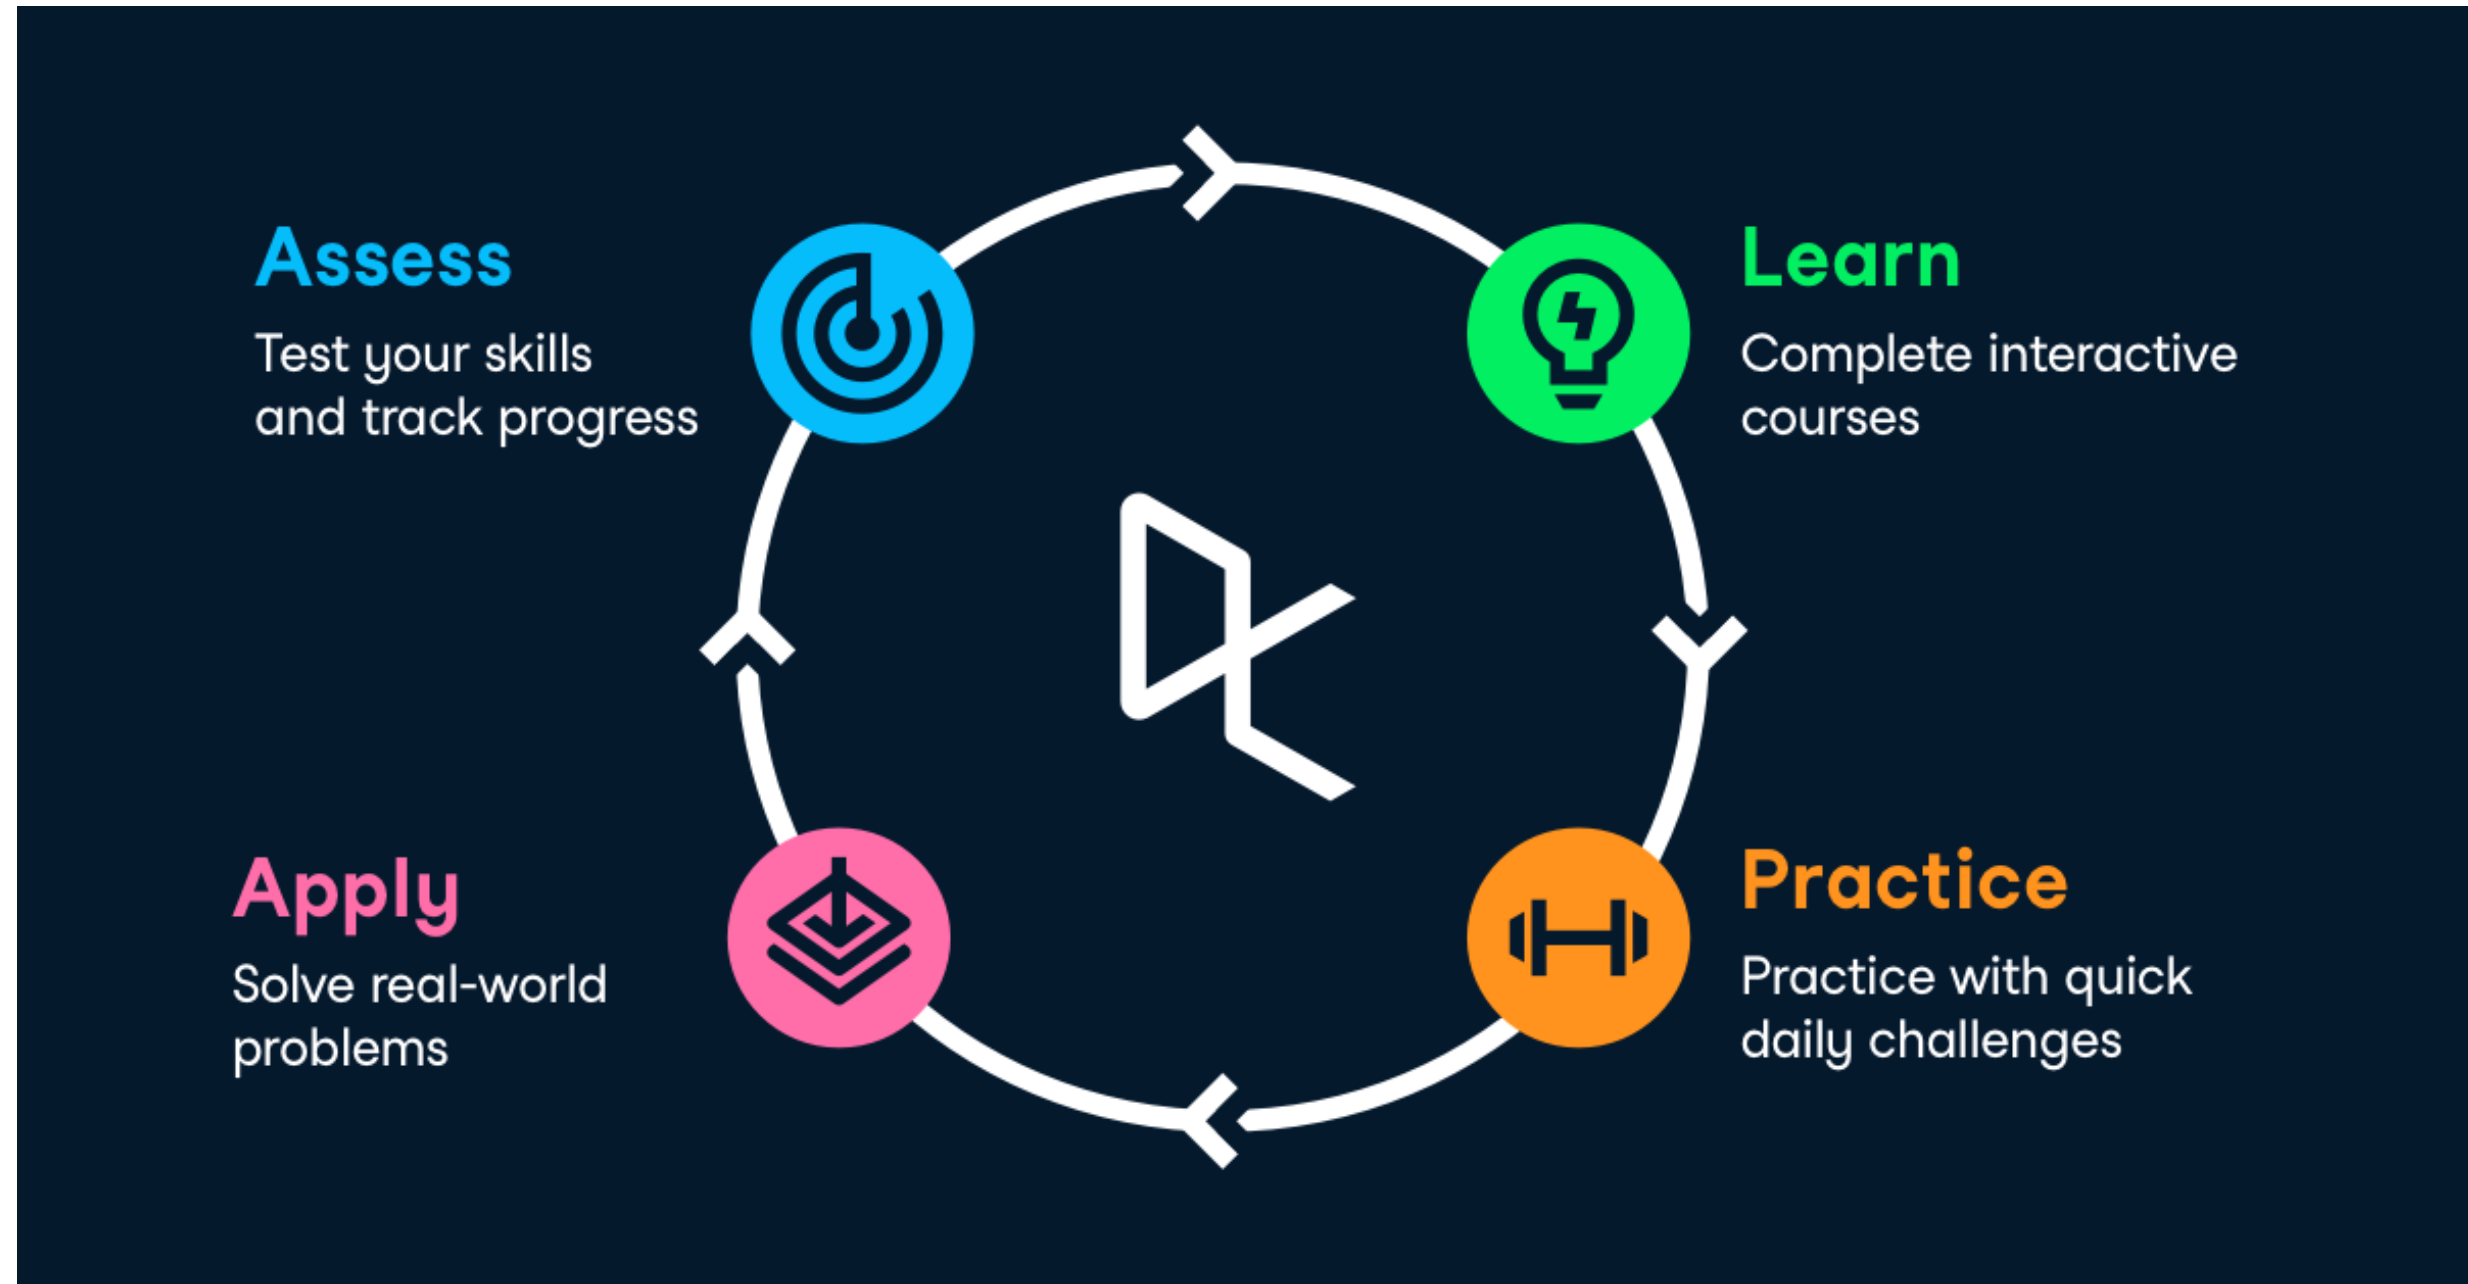 Assess
Test your skills
and track progress
Learn
Complete interactive
courses
Apply
Solve real-world
problems
Practice
Practice with quick
daily challenges